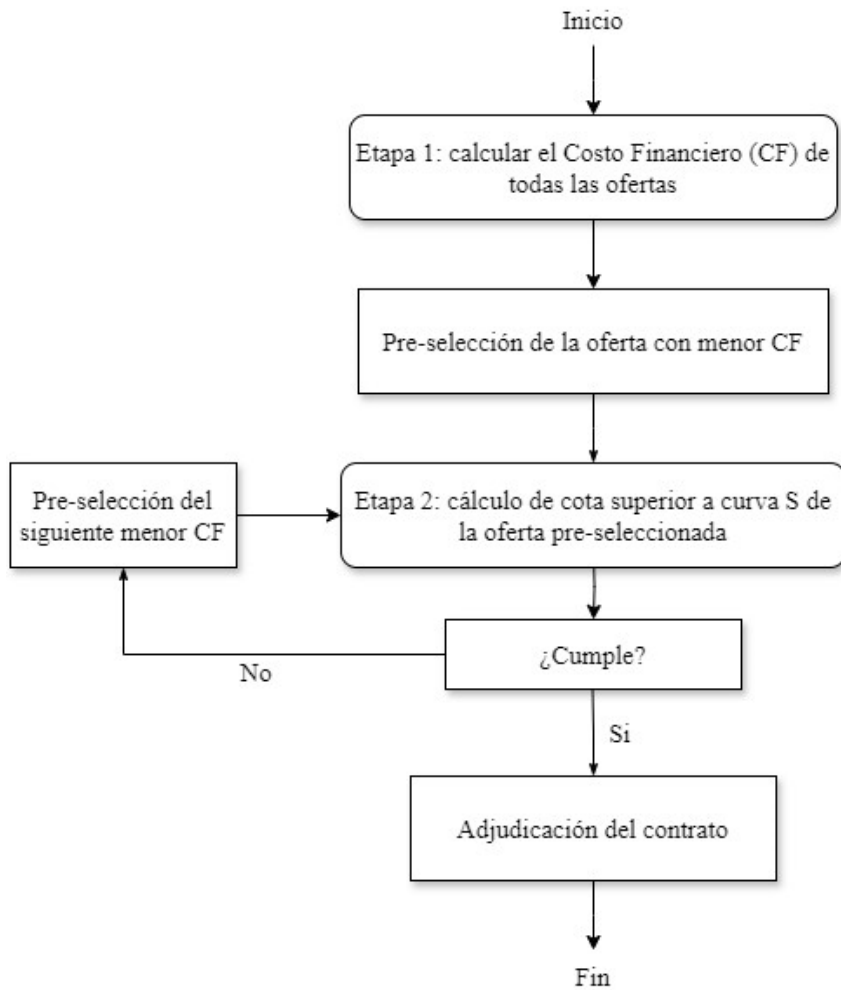 Inicio
Etapa 1: calcular el Costo Financiero (CF) de
todas las ofertas
Pre-selección de la oferta con menor CF
Pre-selección del
siguiente menor CF
Etapa 2: cálculo de cota superior a curva S de
la oferta pre-seleccionada
¿Cumple?
No
Si
Adjudicación del contrato
Fin